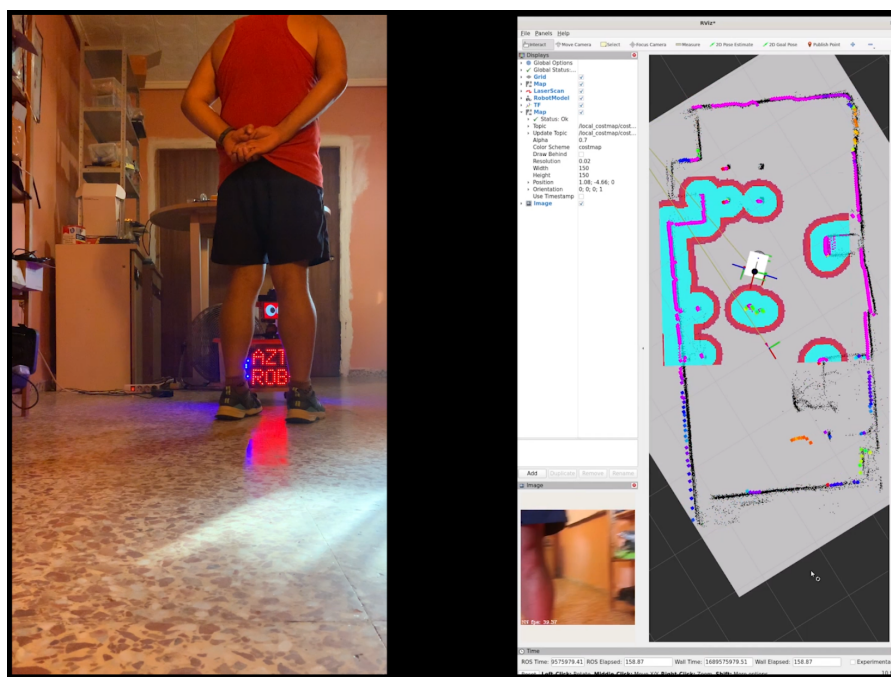 AZT
ROB
RViz*
File Panels Help
Interact Move Camera Select Focus Camera Measure 2D Pose Estimate 2D Goal Pose Publish Point
Displays
Global Options
Global Status:...
Grid
Map
LaserScan
RobotModel
TF
Map
Status: Ok
Topic /local_costmap/cost...
Update Topic /local_costmap/cost...
Alpha 0.7
Color Scheme costmap
Draw Behind
Resolution 0.02
Width 150
Height 150
Position 1.08; -4.66; 0
Orientation 0; 0; 0; 1
Use Timestamp
Image
Add Duplicate Remove Rename
Image
Time
ROS Time: 9575979.41 ROS Elapsed: 158.87 Wall Time: 1689575979.51 Wall Elapsed: 158.87 Experimental